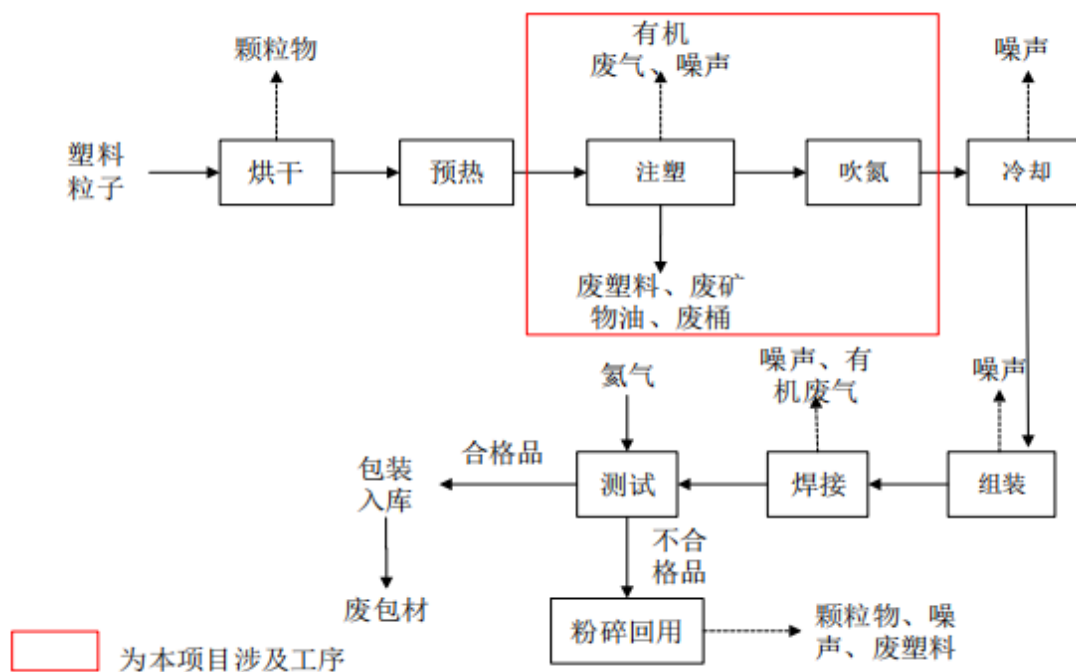 颗粒物
有机
废气、噪声
噪声
塑料
粒子
烘干
预热
注塑
吹氮
冷却
废塑料、废矿
物油、废桶
氦气
噪声、有
机废气
噪声
合格品
包装
入库
测试
焊接
组装
不合
格品
废包材
粉碎回用
颗粒物、噪
声、废塑料
为本项目涉及工序